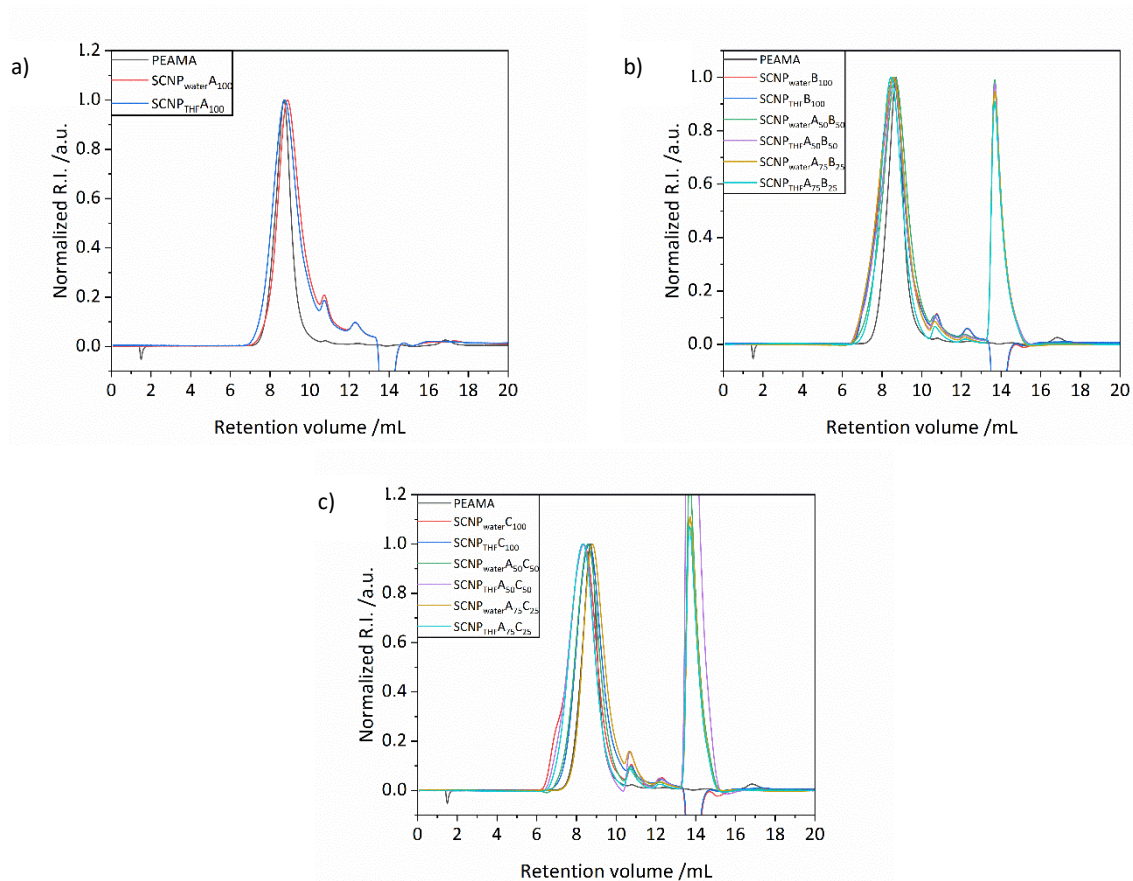 a)
1.2
1.0
0.8
0.6
0.4
0.2
0.0
Normalized R.I. /a.u.
PEAMA
SCNPwaterA100
SCNPTHFA100
0 2 4 6 8 10 12 14 16 18 20
Retention volume /mL
b)
1.2
1.0
0.8
0.6
0.4
0.2
0.0
Normalized R.I. /a.u.
PEAMA
SCNPwaterB100
SCNPTHFB100
SCNPwaterA50B50
SCNPTHFA50B50
SCNPwaterA75B25
SCNPTHFA75B25
0 2 4 6 8 10 12 14 16 18 20
Retention volume /mL
c)
1.2
1.0
0.8
0.6
0.4
0.2
0.0
Normalized R.I. /a.u.
PEAMA
SCNPwaterC100
SCNPTHFC100
SCNPwaterA50C50
SCNPTHFA50C50
SCNPwaterA75C25
SCNPTHFA75C25
0 2 4 6 8 10 12 14 16 18 20
Retention volume /mL